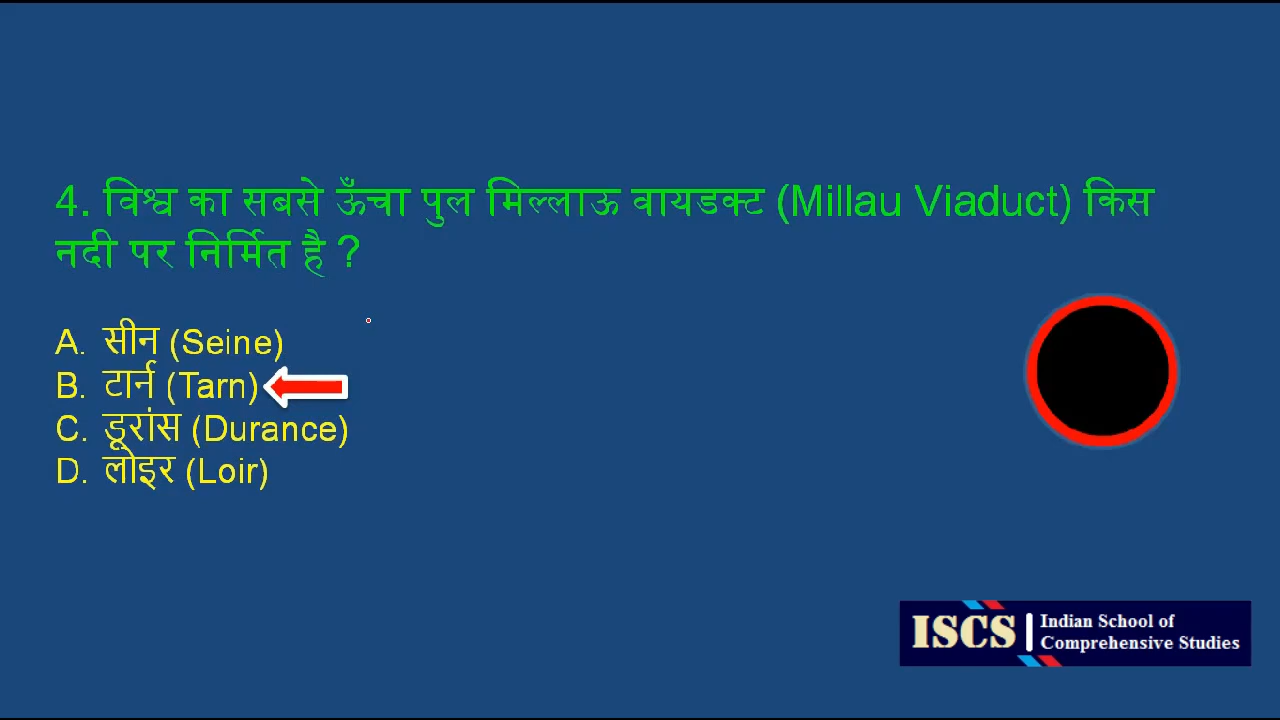 4. विश्व का सबसे ऊँचा पुल मिल्लाऊ वायडक्ट (Millau Viaduct) किस
नदी पर निर्मित है ?
A. सीन (Seine)
B. टार्न (Tarn)
C. डूरांस (Durance)
D. लोइर (Loir)
ISCS
Indian School of
Comprehensive Studies